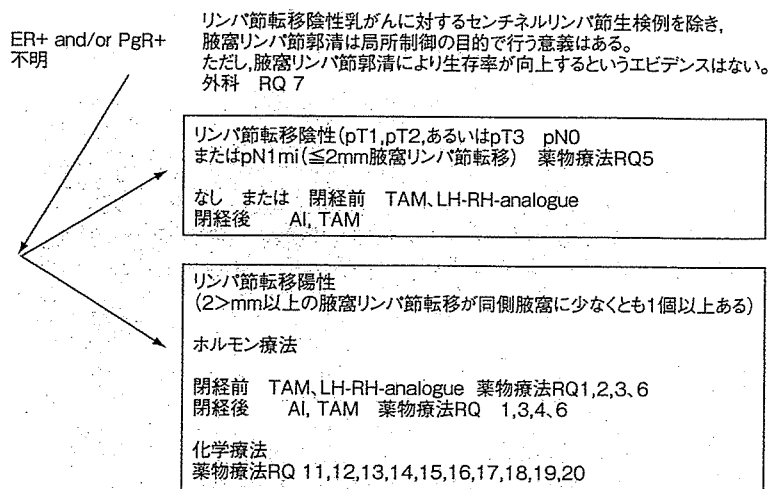 ER+ and/or PgR+
不明
リンパ節転移陰性乳がんに対するセンチネルリンパ節生検例を除き,
腋窩リンパ節郭清は局所制御の目的で行う意義はある。
ただし,腋窩リンパ節郭清により生存率が向上するというエビデンスはない。
外科 RQ 7
リンパ節転移陰性(pT1,pT2,あるいはpT3 pN0
またはpN1mi(≦2mm腋窩リンパ節転移) 薬物療法RQ5
なし または 閉経前 TAM、LH-RH-analogue
閉経後 AI, TAM
リンパ節転移陽性
(2>mm以上の腋窩リンパ節転移が同側腋窩に少なくとも1個以上ある)
ホルモン療法
閉経前 TAM、LH-RH-analogue 薬物療法RQ1,2,3、6
閉経後 AI, TAM 薬物療法RQ 1,3,4、6
化学療法
薬物療法RQ 11,12,13,14,15,16,17,18,19,20